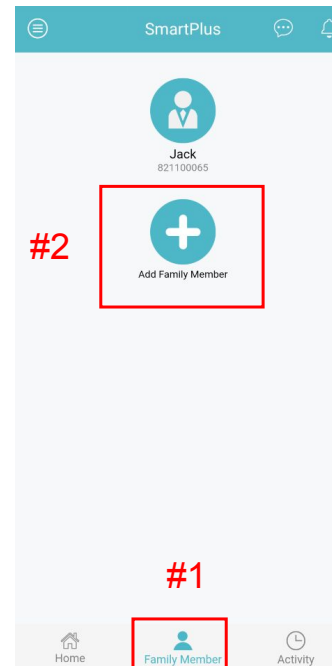 SmartPlus
Jack
821100065
#2
Add Family Member
#1
Home
Family Member
Activity